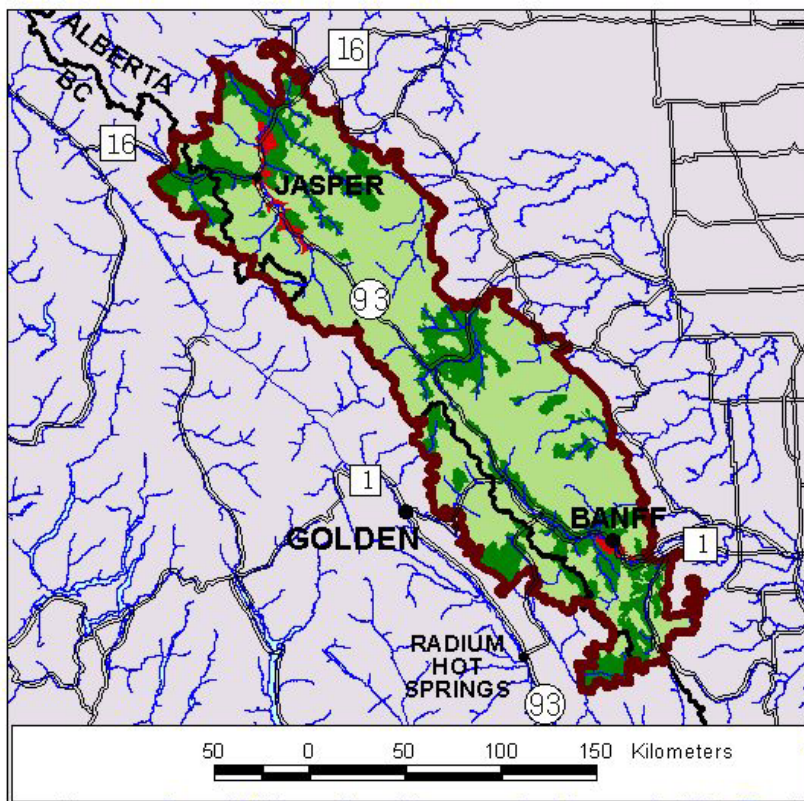 ALBERTA
BC
16
16
JASPER
93
1
GOLDEN
BANFF
1
RADIUM
HOT
SPRINGS
93
50 0 50 100 150 Kilometers